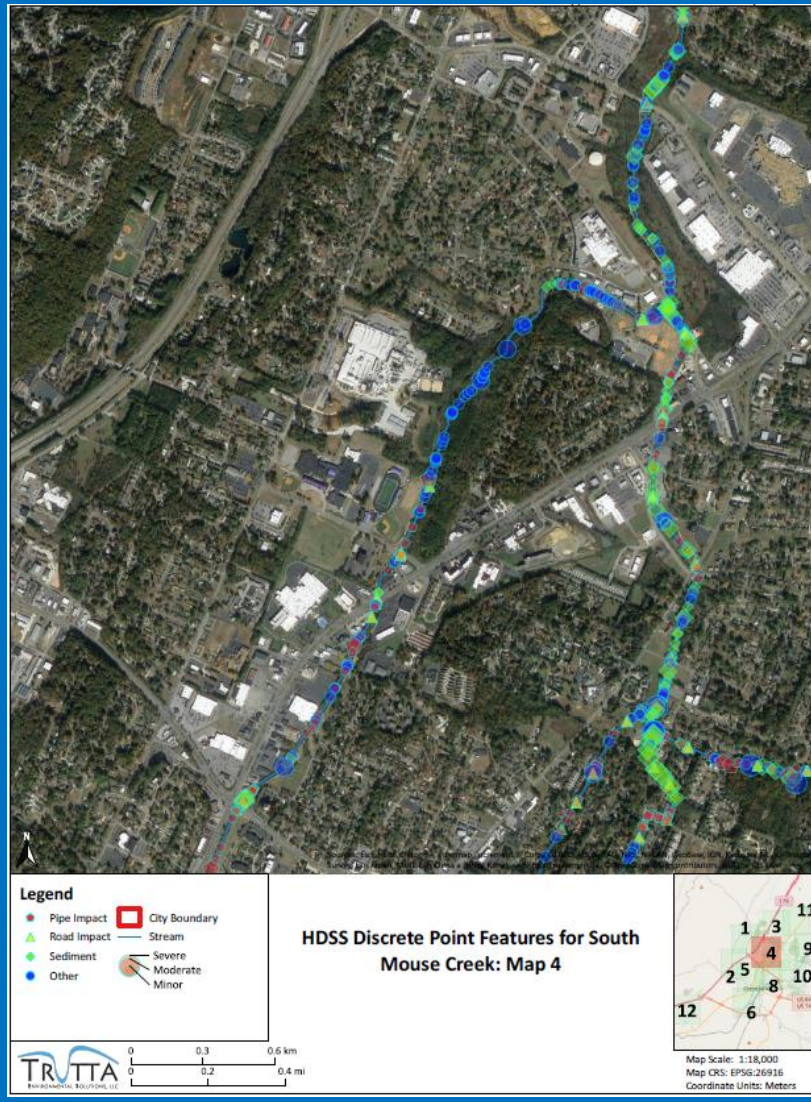 N
Legend
Pipe Impact
City Boundary
Road Impact
Stream
Sediment
Severe
Other
Moderate
Minor
HDSS Discrete Point Features for South
Mouse Creek: Map 4
1
3
11
4
9
2
5
10
8
12
6
TRUTTA
ENVIRONMENTAL SOLUTIONS, LLC
0
0.3
0.6 km
0
0.2
0.4 mi
Map Scale: 1:18,000
Map CRS: EPSG:26916
Coordinate Units: Meters